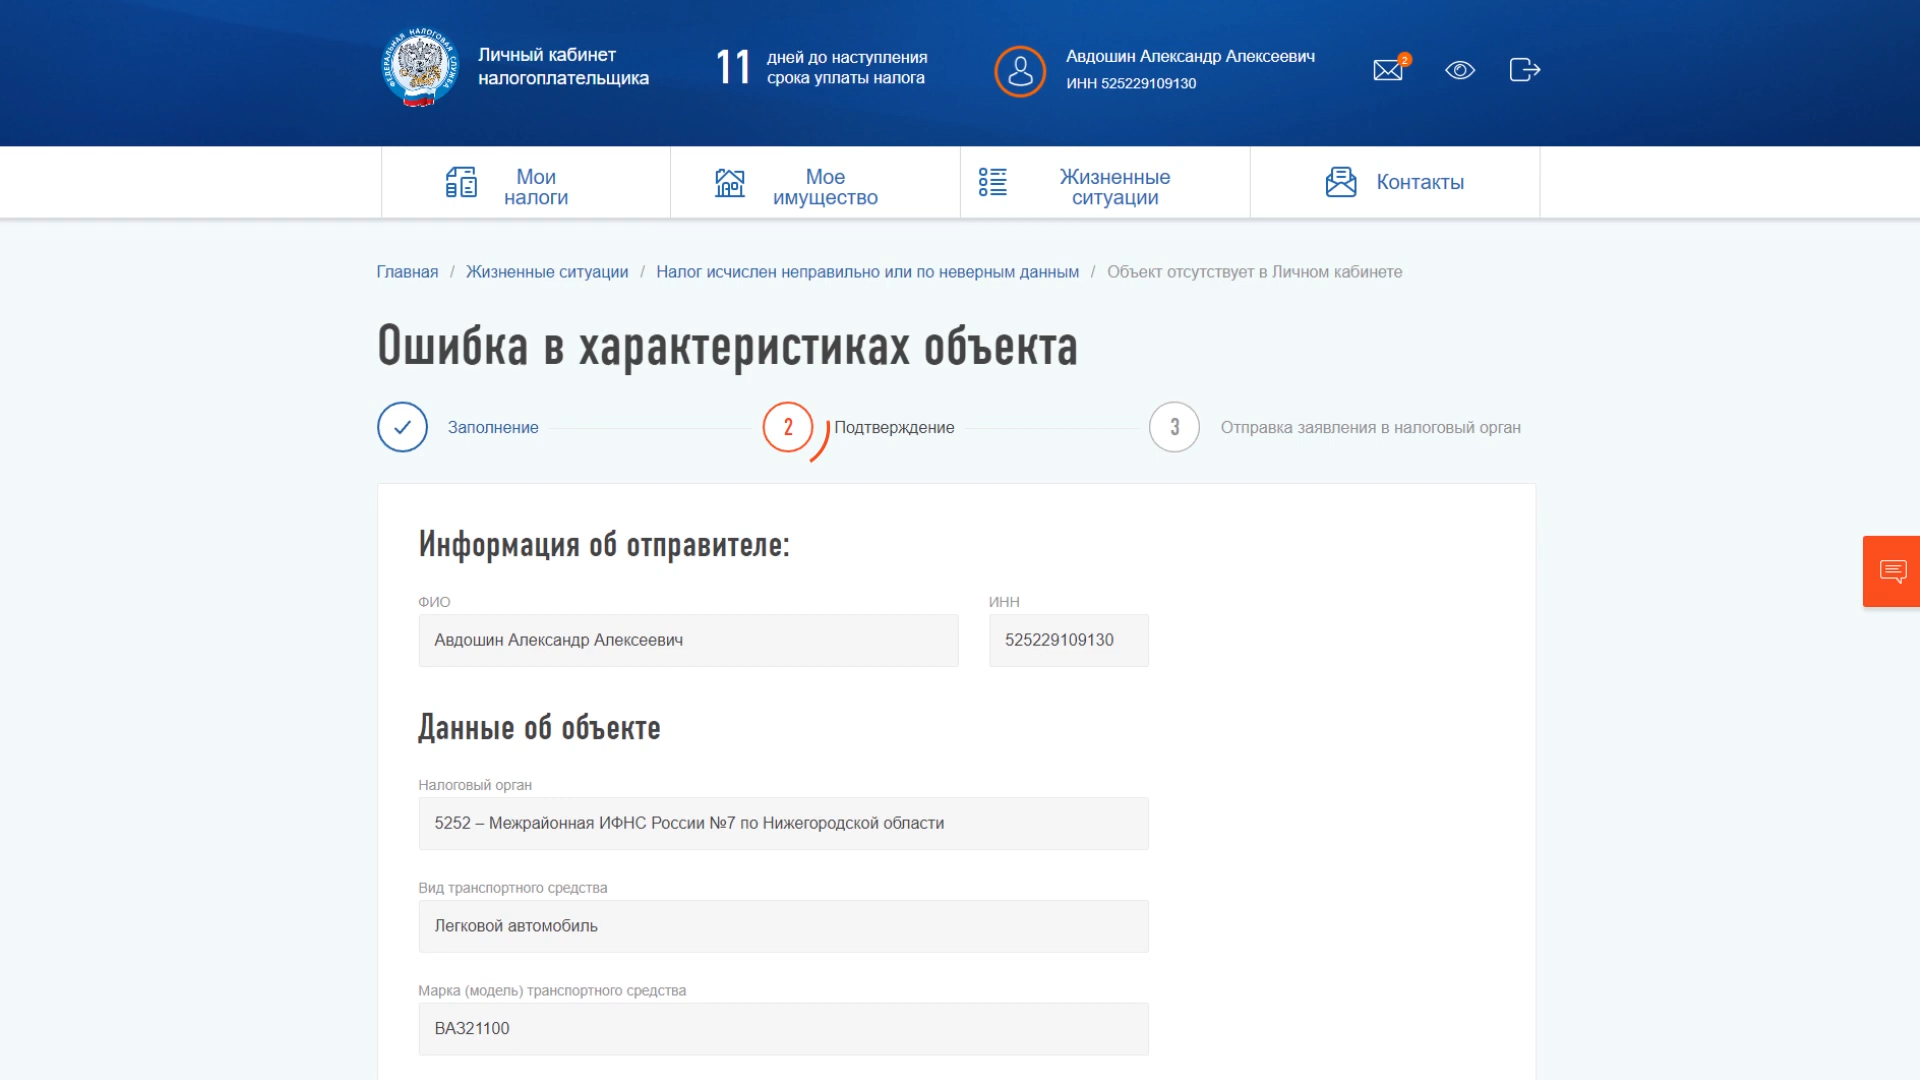 ФЕДЕРАЛЬНАЯ НАЛОГОВАЯ СЛУЖБА
Личный кабинет
налогоплательщика
11
дней до наступления
срока уплаты налога
Авдошин Александр Алексеевич
ИНН 525229109130
2
Мои
налоги
Мое
имущество
Жизненные
ситуации
Контакты
Главная / Жизненные ситуации / Налог исчислен неправильно или по неверным данным / Объект отсутствует в Личном кабинете
Ошибка в характеристиках объекта
Заполнение
2 Подтверждение
3 Отправка заявления в налоговый орган
Информация об отправителе:
ФИО
ИНН
Авдошин Александр Алексеевич
525229109130
Данные об объекте
Налоговый орган
5252 – Межрайонная ИФНС России №7 по Нижегородской области
Вид транспортного средства
Легковой автомобиль
Марка (модель) транспортного средства
ВАЗ21100